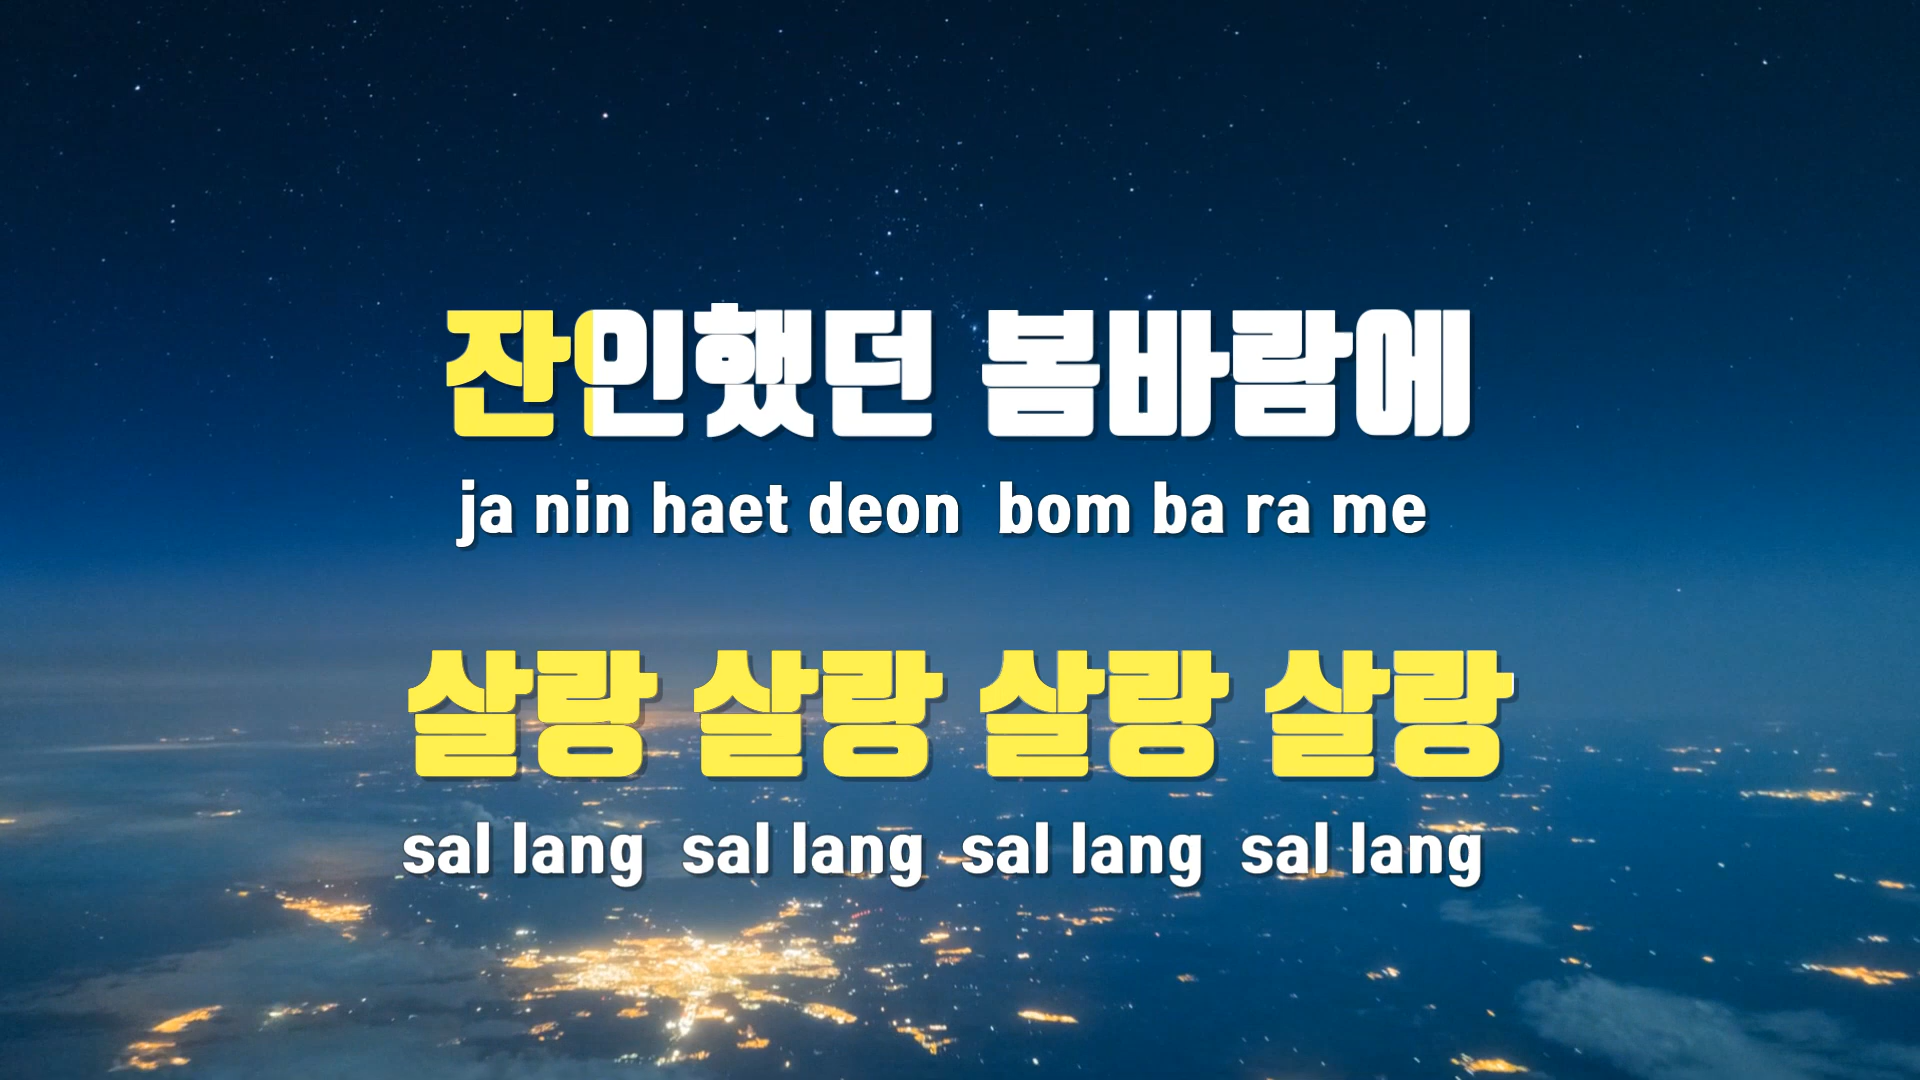 잔인했던 봄바람에
ja nin haet deon bom ba ra me
살랑 살랑 살랑 살랑
sal lang sal lang sal lang sal lang